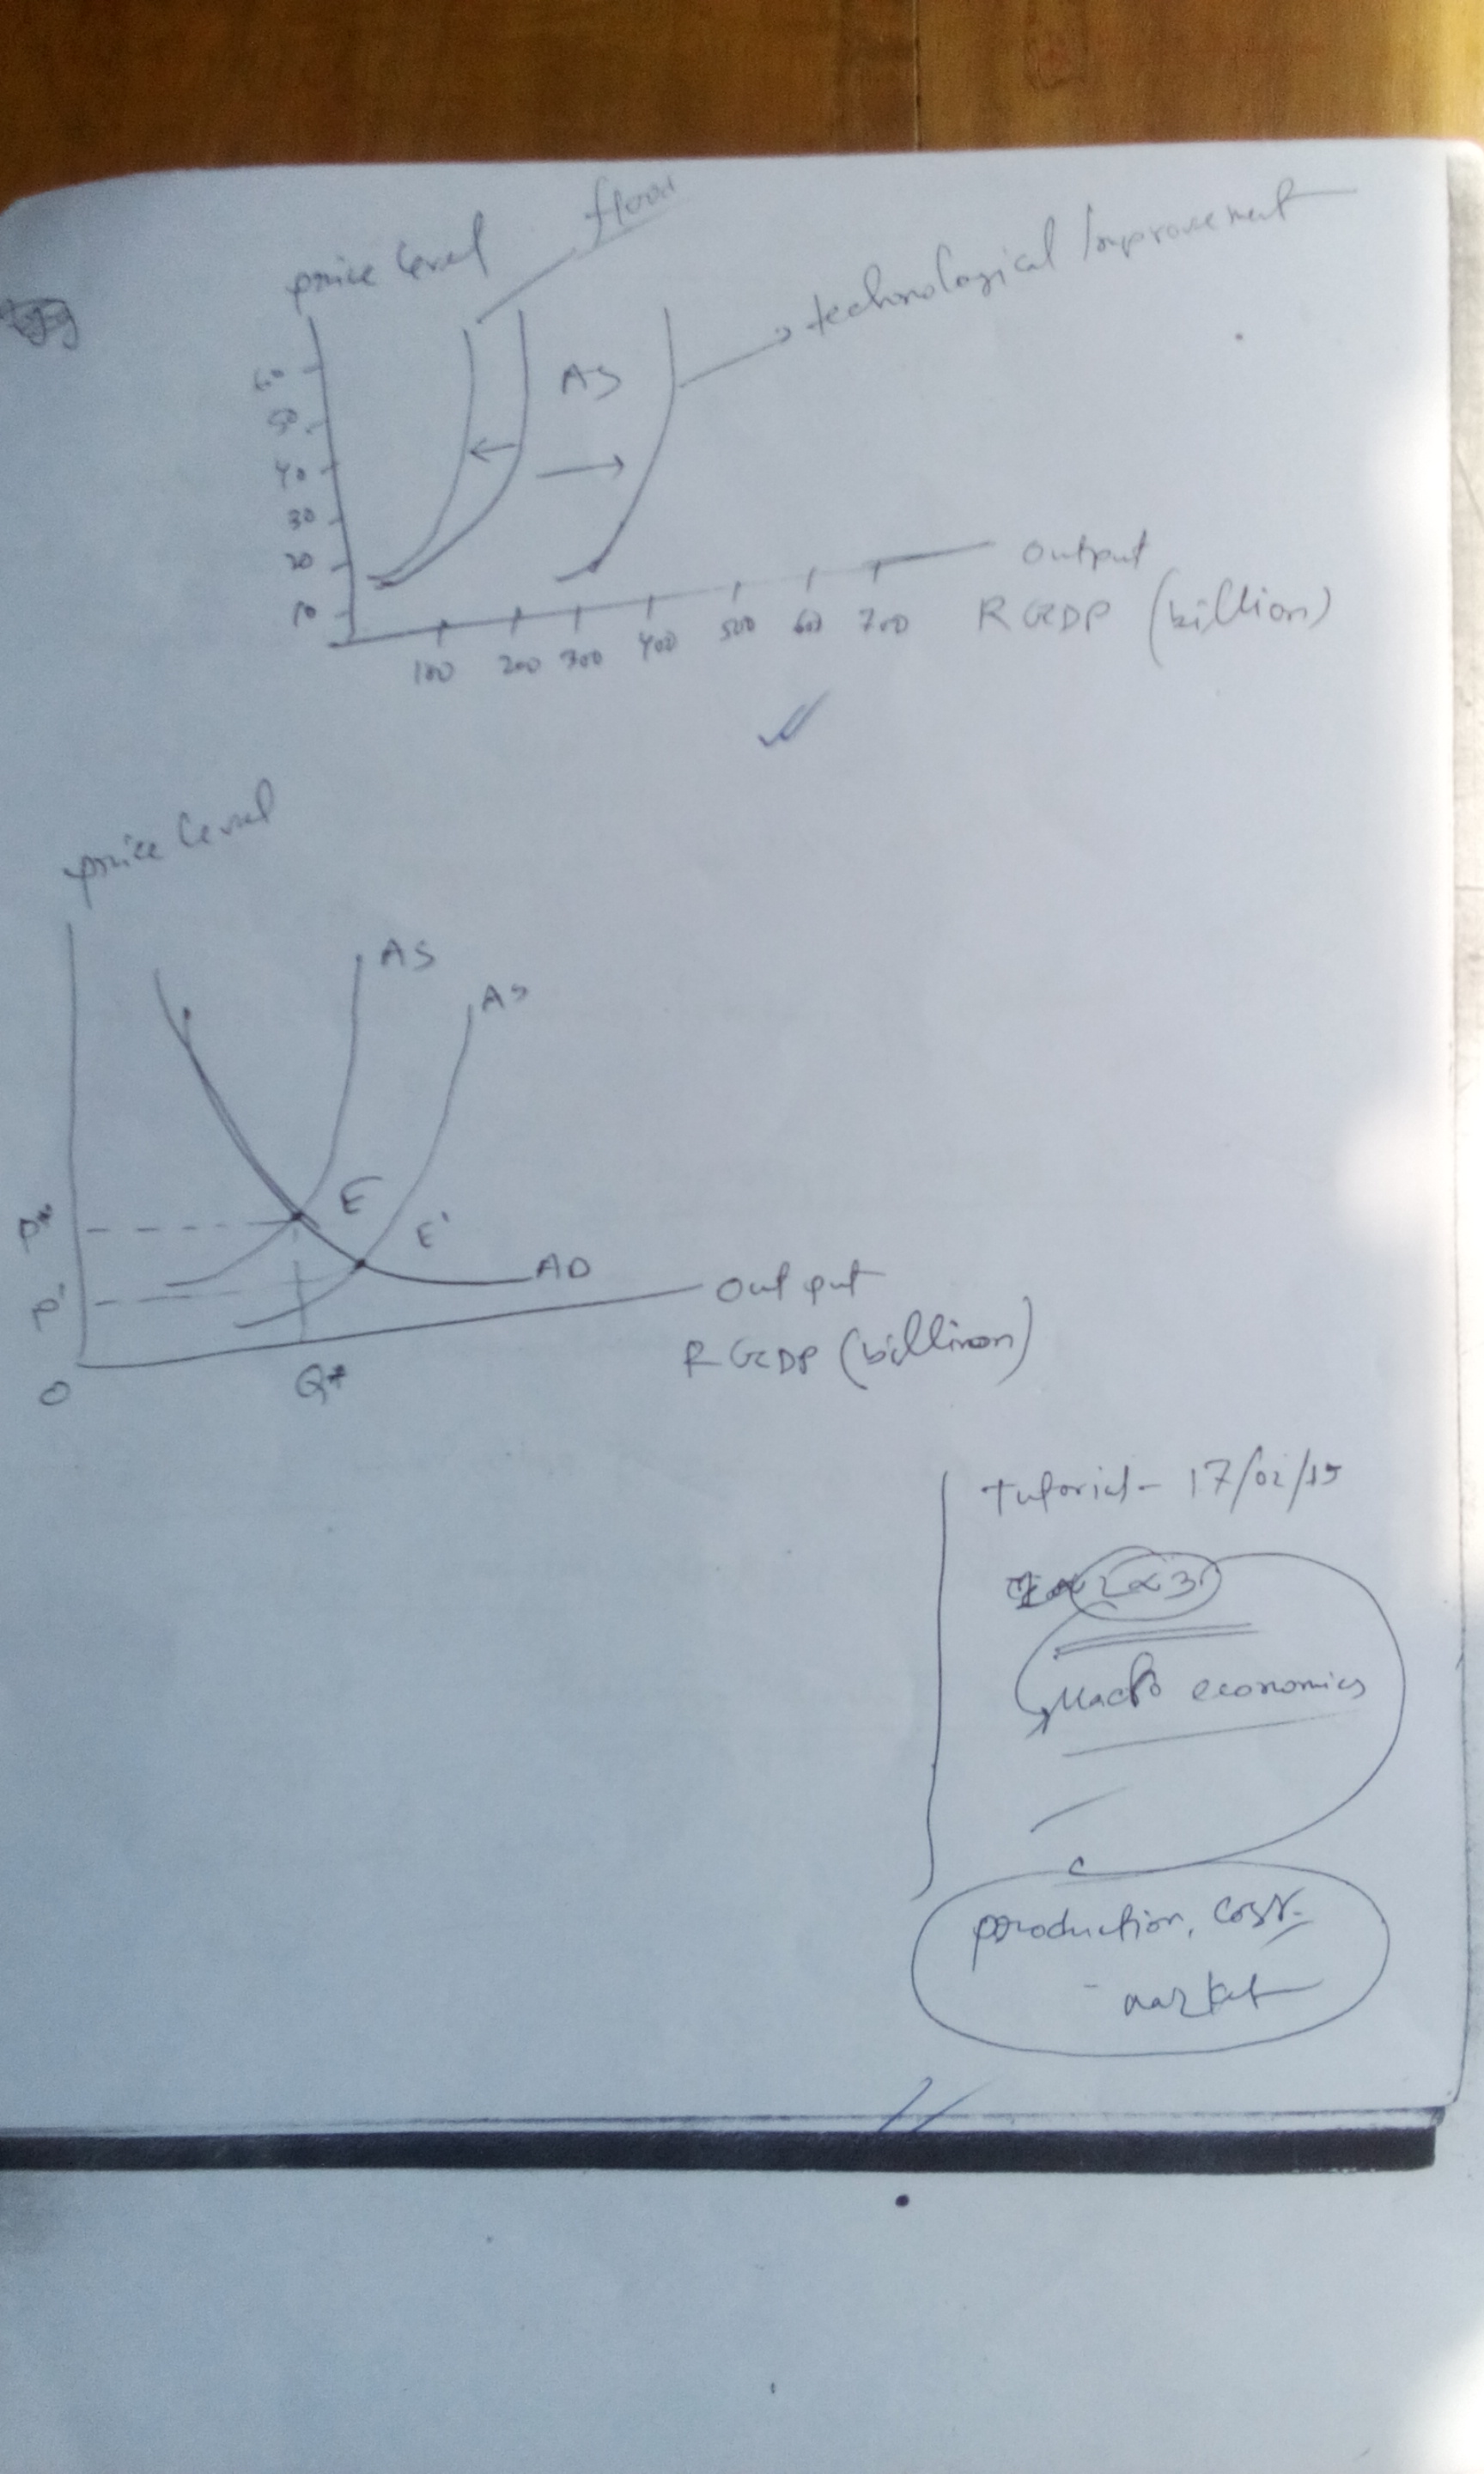 flood
price level
technological Improvement
AS
60
50
40
30
20
10
100 200 300 400 500 600 700
Output
RGDP (billion)
price level
AS
AS
E
E'
P*
P'
AD
O
Q*
Output
RGDP (billion)
Tutorial - 17/02/15
2 & 3
Macro economics
production, cost
- market